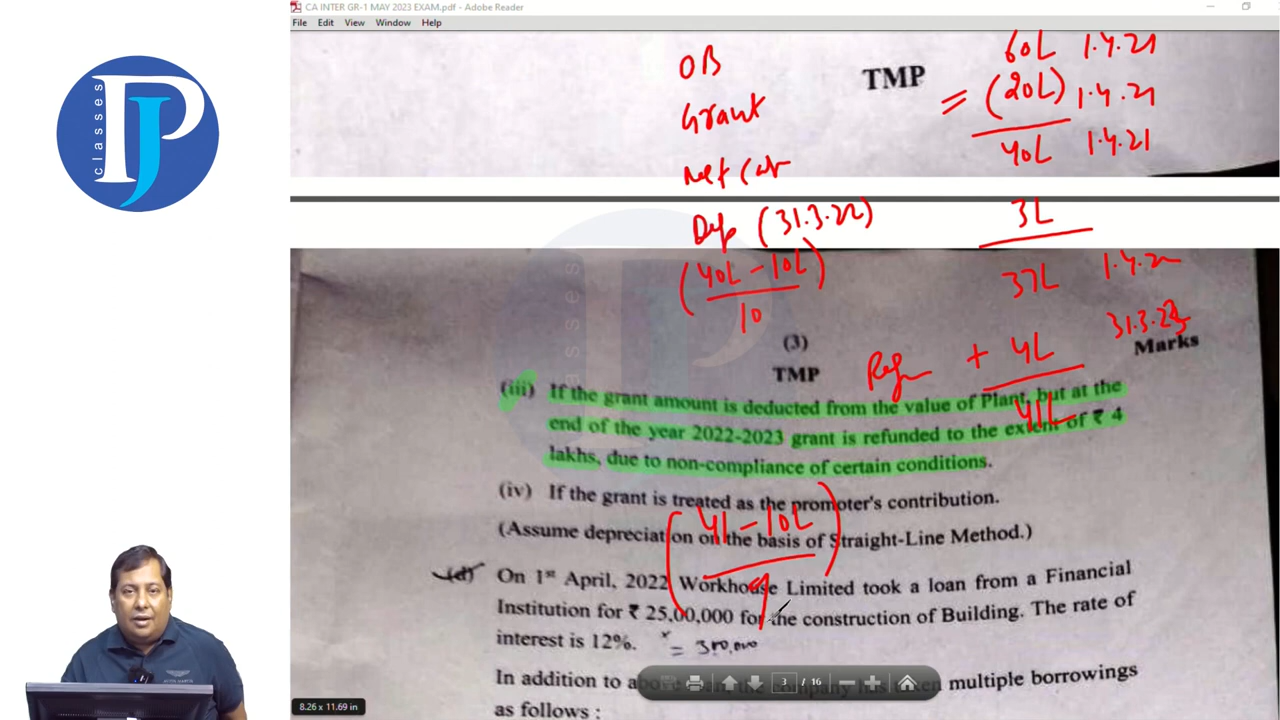 CA INTER GR-1 MAY 2023 EXAM.pdf - Adobe Reader
File Edit View Window Help
PJ classes
OB 60L 1.4.21
TMP
Grant = (20L) 1.4.21
40L 1.4.21
Dep (31.3.22) 3L
(40L - 10L)
10
37L 1.4.22
31.3.23
+ 4L
41L
(3)
TMP
Marks
(iii) If the grant amount is deducted from the value of Plant, but at the
end of the year 2022-2023 grant is refunded to the extent of ₹ 4
lakhs, due to non-compliance of certain conditions.
(iv) If the grant is treated as the promoter's contribution.
(Assume depreciation on the basis of Straight-Line Method.)
(41L - 10L)
9
(d) On 1st April, 2022 Workhouse Limited took a loan from a Financial
Institution for ₹ 25,00,000 for the construction of Building. The rate of
interest is 12%. = 300,000
3 / 16
In addition to multiple borrowings
as follows :
8.26 x 11.69 in